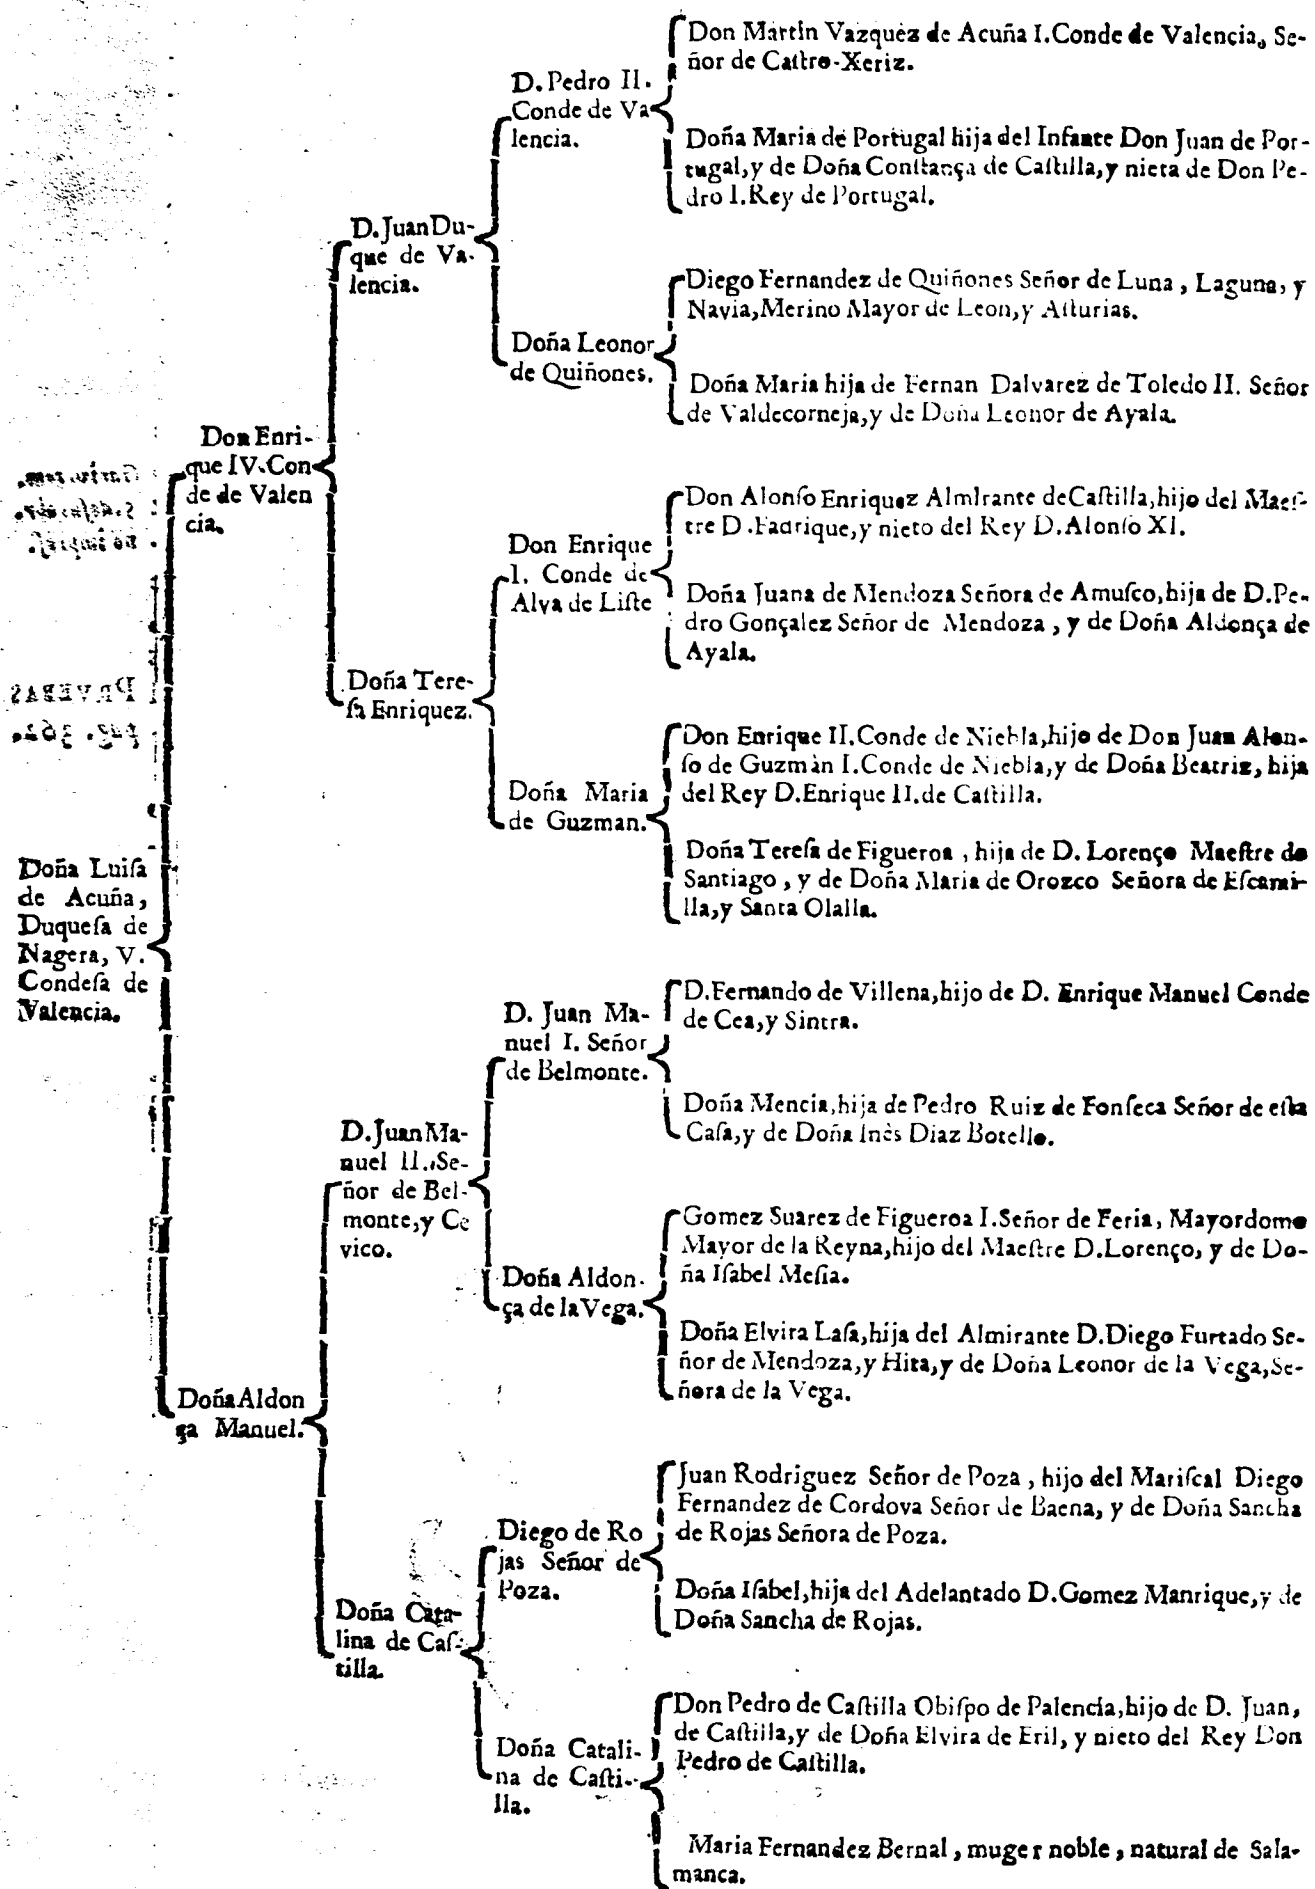 Doña Luiſa
de Acuña,
Duqueſa de
Nagera, V.
Condeſa de
Valencia.
Don Enri-
que IV.Con
de de Valen
cia.
D.JuanDu-
que de Va-
lencia.
D.Pedro II.
Conde de Va
lencia.
Don Martin Vazquez de Acuña I.Conde de Valencia, Se-
ñor de Caſtro-Xeriz.
Doña Maria de Portugal hija del Infante Don Juan de Por-
tugal,y de Doña Conſtança de Caſtilla,y nieta de Don Pe-
dro I.Rey de Portugal.
Doña Leonor
de Quiñones.
Diego Fernandez de Quiñones Señor de Luna , Laguna, y
Navia,Merino Mayor de Leon,y Aſturias.
Doña Maria hija de Fernan Dalvarez de Toledo II. Señor
de Valdecorneja,y de Doña Leonor de Ayala.
Doña Tere-
ſa Enriquez.
Don Enrique
I. Conde de
Alva de Liſte
Don Alonſo Enriquez Almirante deCaſtilla,hijo del Maeſ-
tre D.Fadrique,y nieto del Rey D.Alonſo XI.
Doña Juana de Mendoza Señora de Amuſco,hija de D.Pe-
dro Gonçalez Señor de Mendoza , y de Doña Aldonça de
Ayala.
Doña Maria
de Guzman.
Don Enrique II.Conde de Niebla,hijo de Don Juan Alon-
ſo de Guzmàn I.Conde de Niebla,y de Doña Beatriz, hija
del Rey D.Enrique II.de Caſtilla.
Doña Tereſa de Figueroa , hija de D. Lorenço Maeſtre de
Santiago , y de Doña Maria de Orozco Señora de Eſcami-
lla,y Santa Olalla.
Doña Aldon
ça Manuel.
D.JuanMa-
nuel II.Se-
ñor de Bel-
monte,y Ce
vico.
D. Juan Ma-
nuel I. Señor
de Belmonte.
D.Fernando de Villena,hijo de D. Enrique Manuel Conde
de Cea,y Sintra.
Doña Mencia,hija de Pedro Ruiz de Fonſeca Señor de eſta
Caſa,y de Doña Inès Diaz Botello.
Doña Aldon-
ça de laVega.
Gomez Suarez de Figueroa I.Señor de Feria, Mayordomo
Mayor de la Reyna,hijo del Maeſtre D.Lorenço, y de Do-
ña Iſabel Meſia.
Doña Elvira Laſa,hija del Almirante D.Diego Furtado Se-
ñor de Mendoza,y Hita,y de Doña Leonor de la Vega,Se-
ñora de la Vega.
Doña Cata-
lina de Caſ-
tilla.
Diego de Ro
jas Señor de
Poza.
Juan Rodriguez Señor de Poza , hijo del Mariſcal Diego
Fernandez de Cordova Señor de Baena, y de Doña Sancha
de Rojas Señora de Poza.
Doña Iſabel,hija del Adelantado D.Gomez Manrique,y de
Doña Sancha de Rojas.
Doña Catali-
na de Caſti-
lla.
Don Pedro de Caſtilla Obiſpo de Palencia,hijo de D. Juan,
de Caſtilla,y de Doña Elvira de Eril, y nieto del Rey Don
Pedro de Caſtilla.
Maria Fernandez Bernal , muger noble , natural de Sala-
manca.